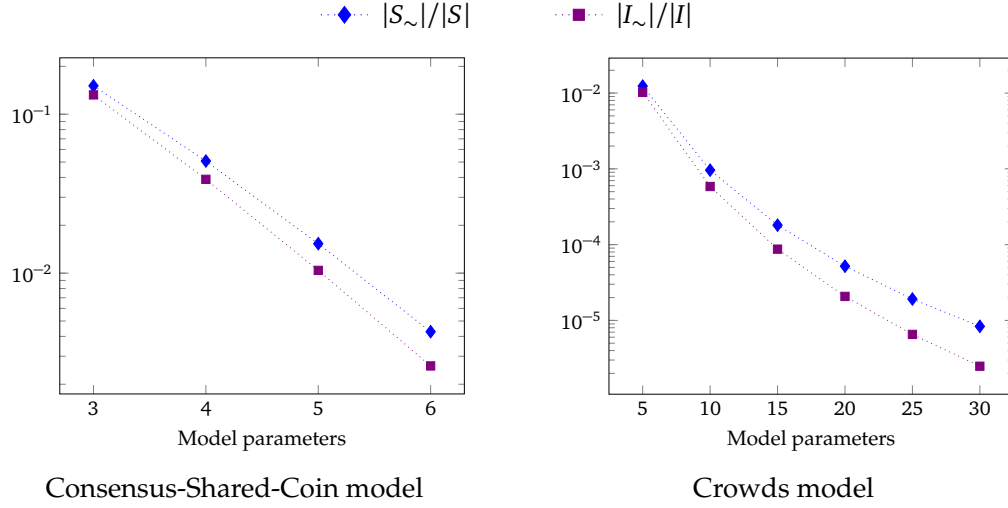 |S∼|/|S| |I∼|/|I|
10⁻¹
10⁻²
3 4 5 6
Model parameters
Consensus-Shared-Coin model
10⁻²
10⁻³
10⁻⁴
10⁻⁵
5 10 15 20 25 30
Model parameters
Crowds model